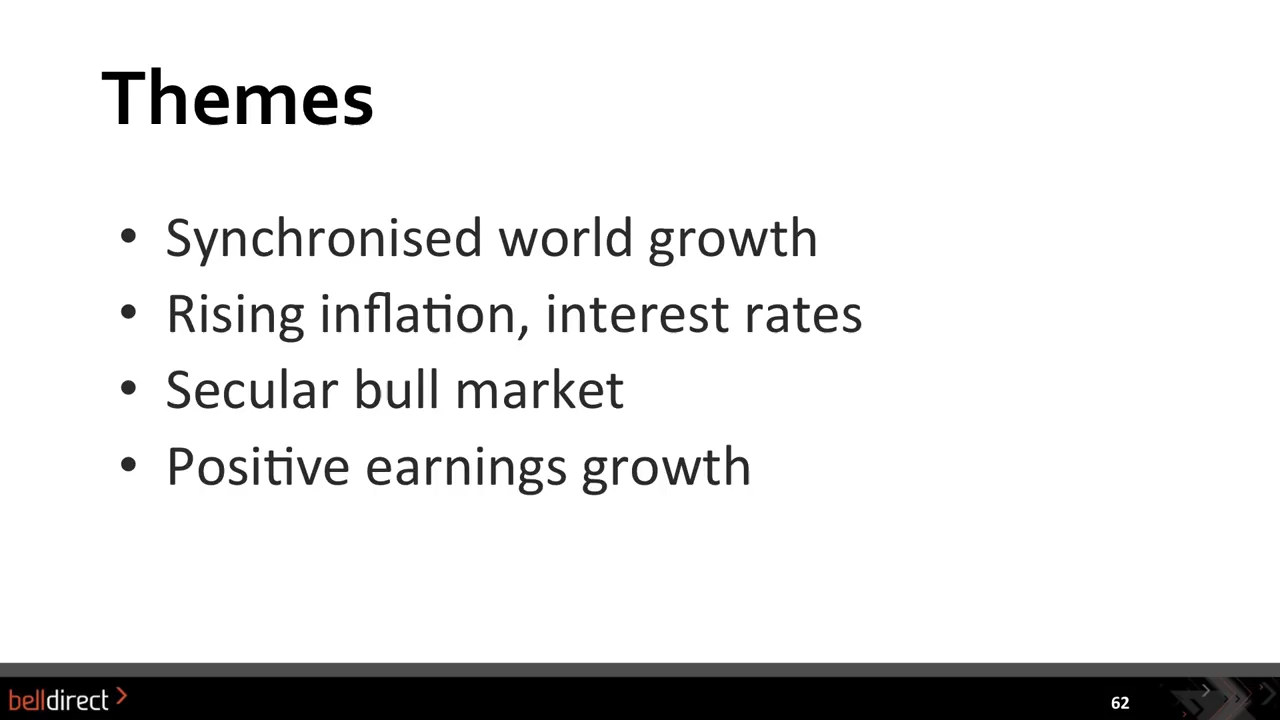 Themes
• Synchronised world growth
• Rising inflation, interest rates
• Secular bull market
• Positive earnings growth
belldirect
62